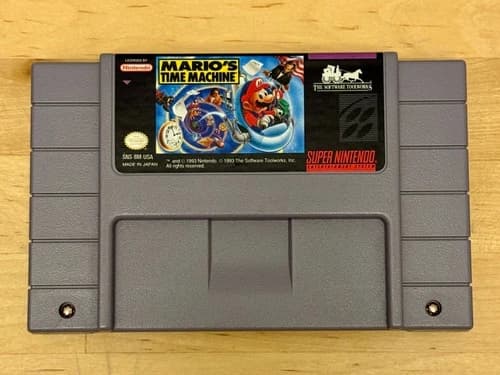 LICENSED BY
Nintendo
MARIO'S
TIME MACHINE
THE SOFTWARE TOOLWORKS
SNS-8M-USA
MADE IN JAPAN
™ and © 1993 Nintendo. © 1993 The Software Toolworks, Inc.
All rights reserved.
SUPER NINTENDO
ENTERTAINMENT SYSTEM